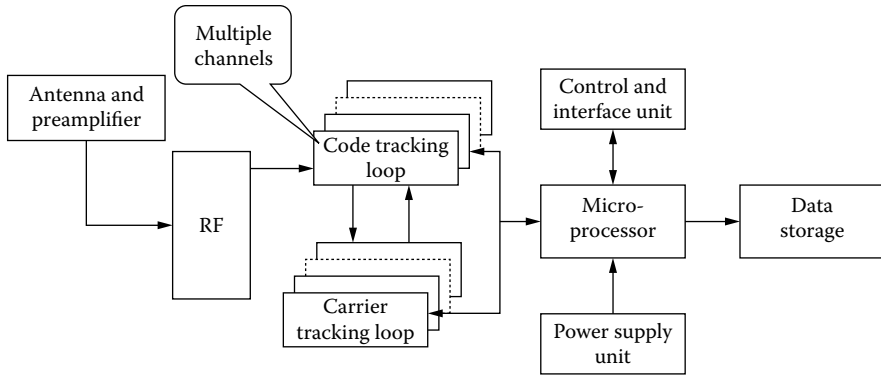 Multiple
channels
Antenna and
preamplifier
Control and
interface unit
Code tracking
loop
RF
Micro-
processor
Data
storage
Carrier
tracking loop
Power supply
unit